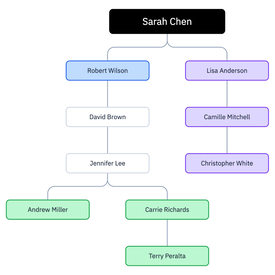 Sarah Chen
Robert Wilson
Lisa Anderson
David Brown
Camille Mitchell
Jennifer Lee
Christopher White
Andrew Miller
Carrie Richards
Terry Peralta